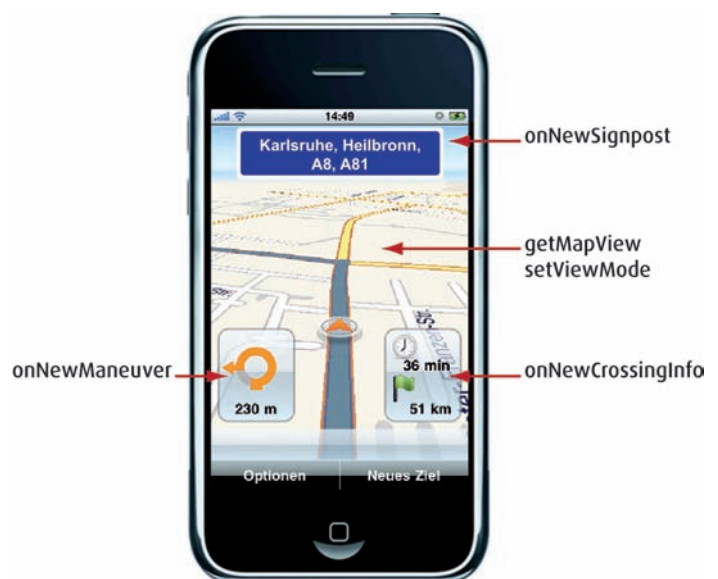 14:49
Karlsruhe, Heilbronn,
A8, A81
onNewSignpost
getMapView
setViewMode
onNewManeuver
230 m
36 min
51 km
onNewCrossingInfo
Optionen
Neues Ziel